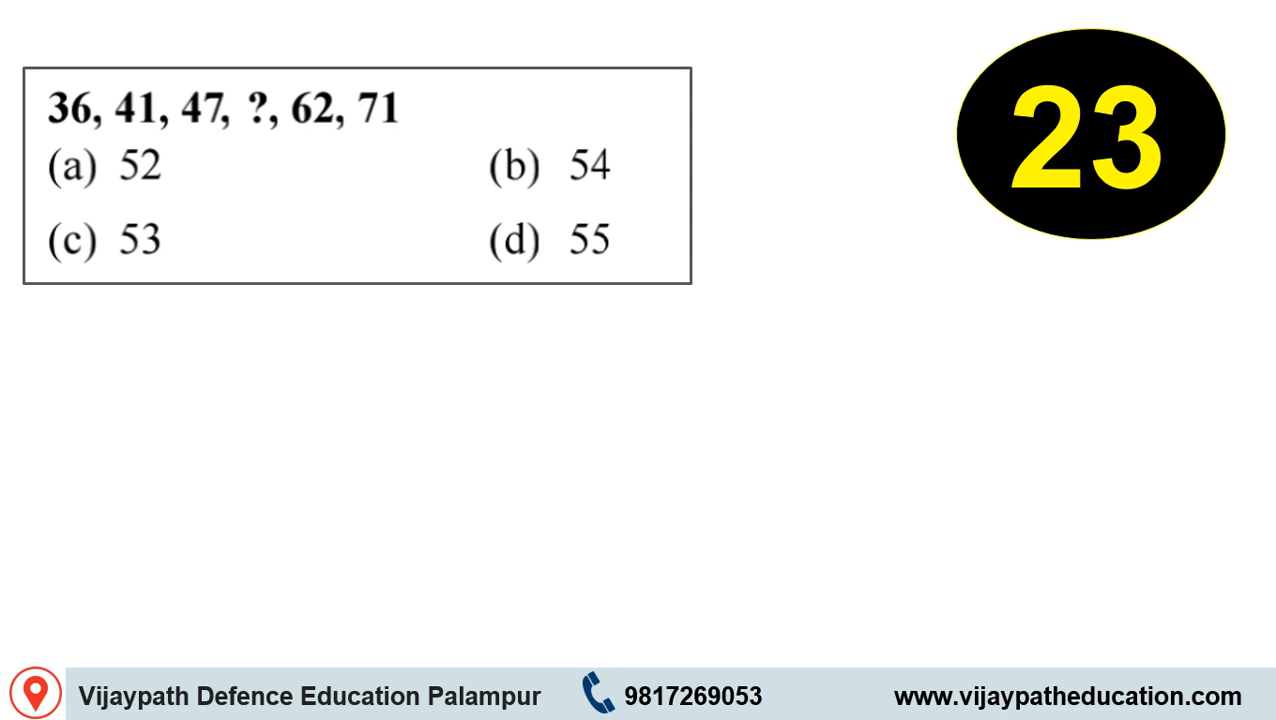 36, 41, 47, ?, 62, 71
(a) 52 (b) 54
(c) 53 (d) 55
23
Vijaypath Defence Education Palampur 9817269053 www.vijaypatheducation.com